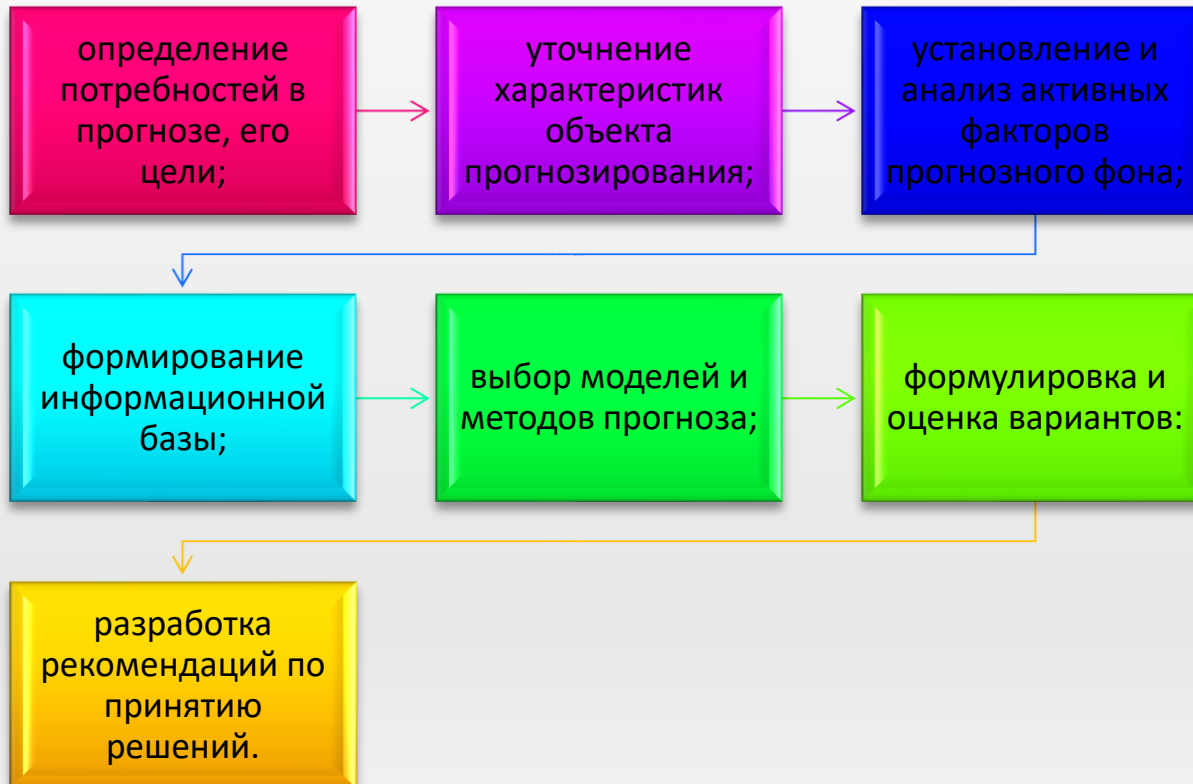 определение
потребностей в
прогнозе, его
цели;
уточнение
характеристик
объекта
прогнозирования;
установление и
анализ активных
факторов
прогнозного фона;
формирование
информационной
базы;
выбор моделей и
методов прогноза;
формулировка и
оценка вариантов:
разработка
рекомендаций по
принятию
решений.